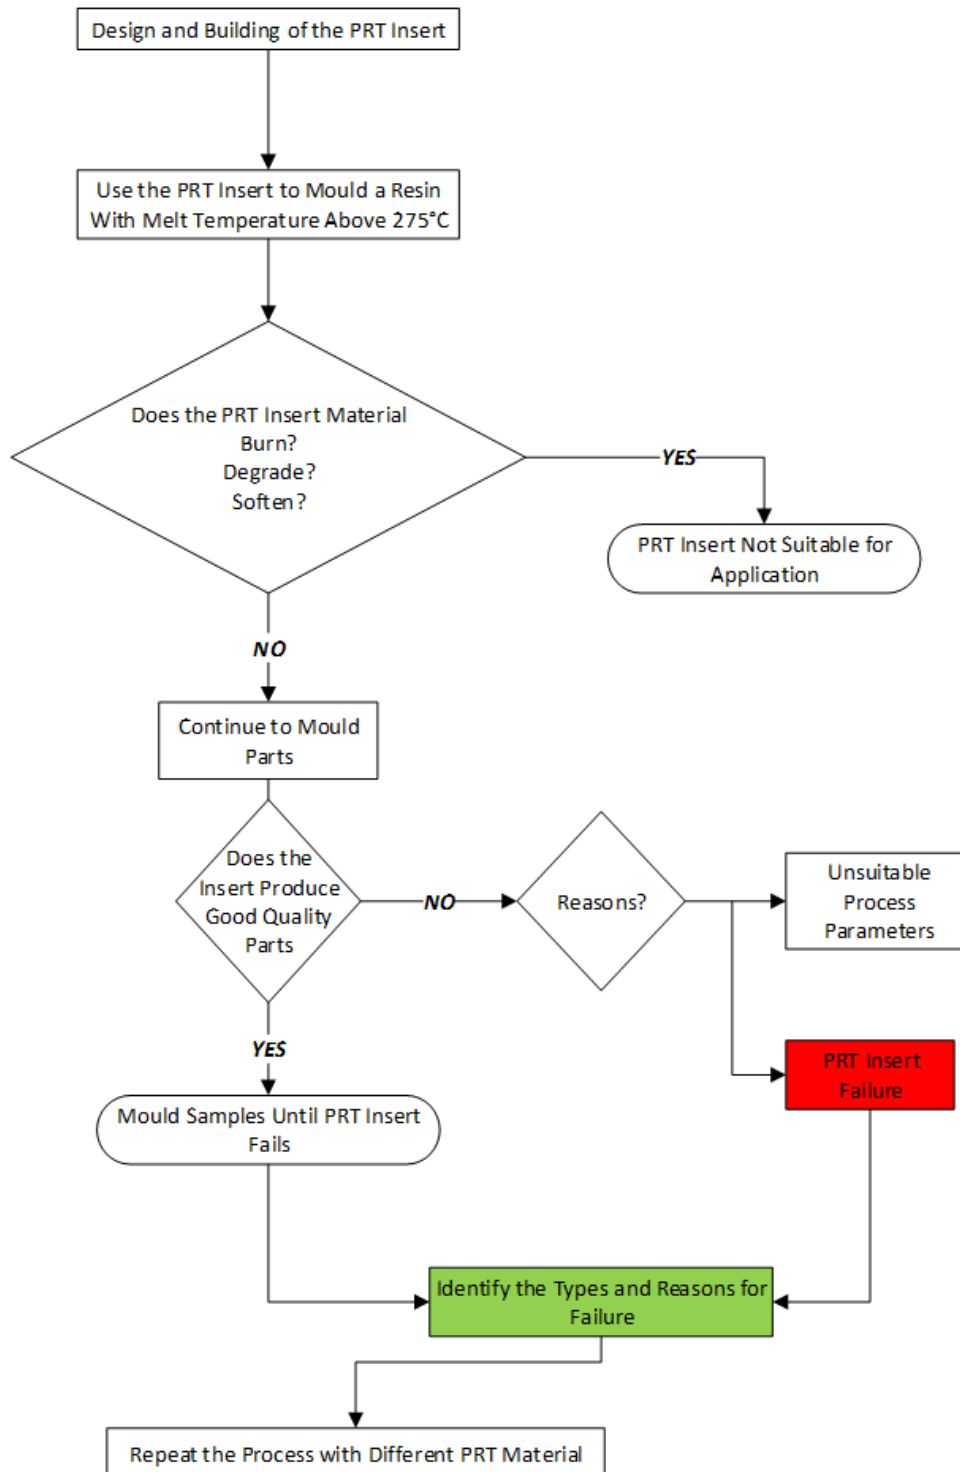 Design and Building of the PRT Insert
Use the PRT Insert to Mould a Resin
With Melt Temperature Above 275°C
Does the PRT Insert Material
Burn?
Degrade?
Soften?
YES
PRT Insert Not Suitable for
Application
NO
Continue to Mould
Parts
Does the
Insert Produce
Good Quality
Parts
NO
Reasons?
Unsuitable
Process
Parameters
YES
PRT Insert
Failure
Mould Samples Until PRT Insert
Fails
Identify the Types and Reasons for
Failure
Repeat the Process with Different PRT Material